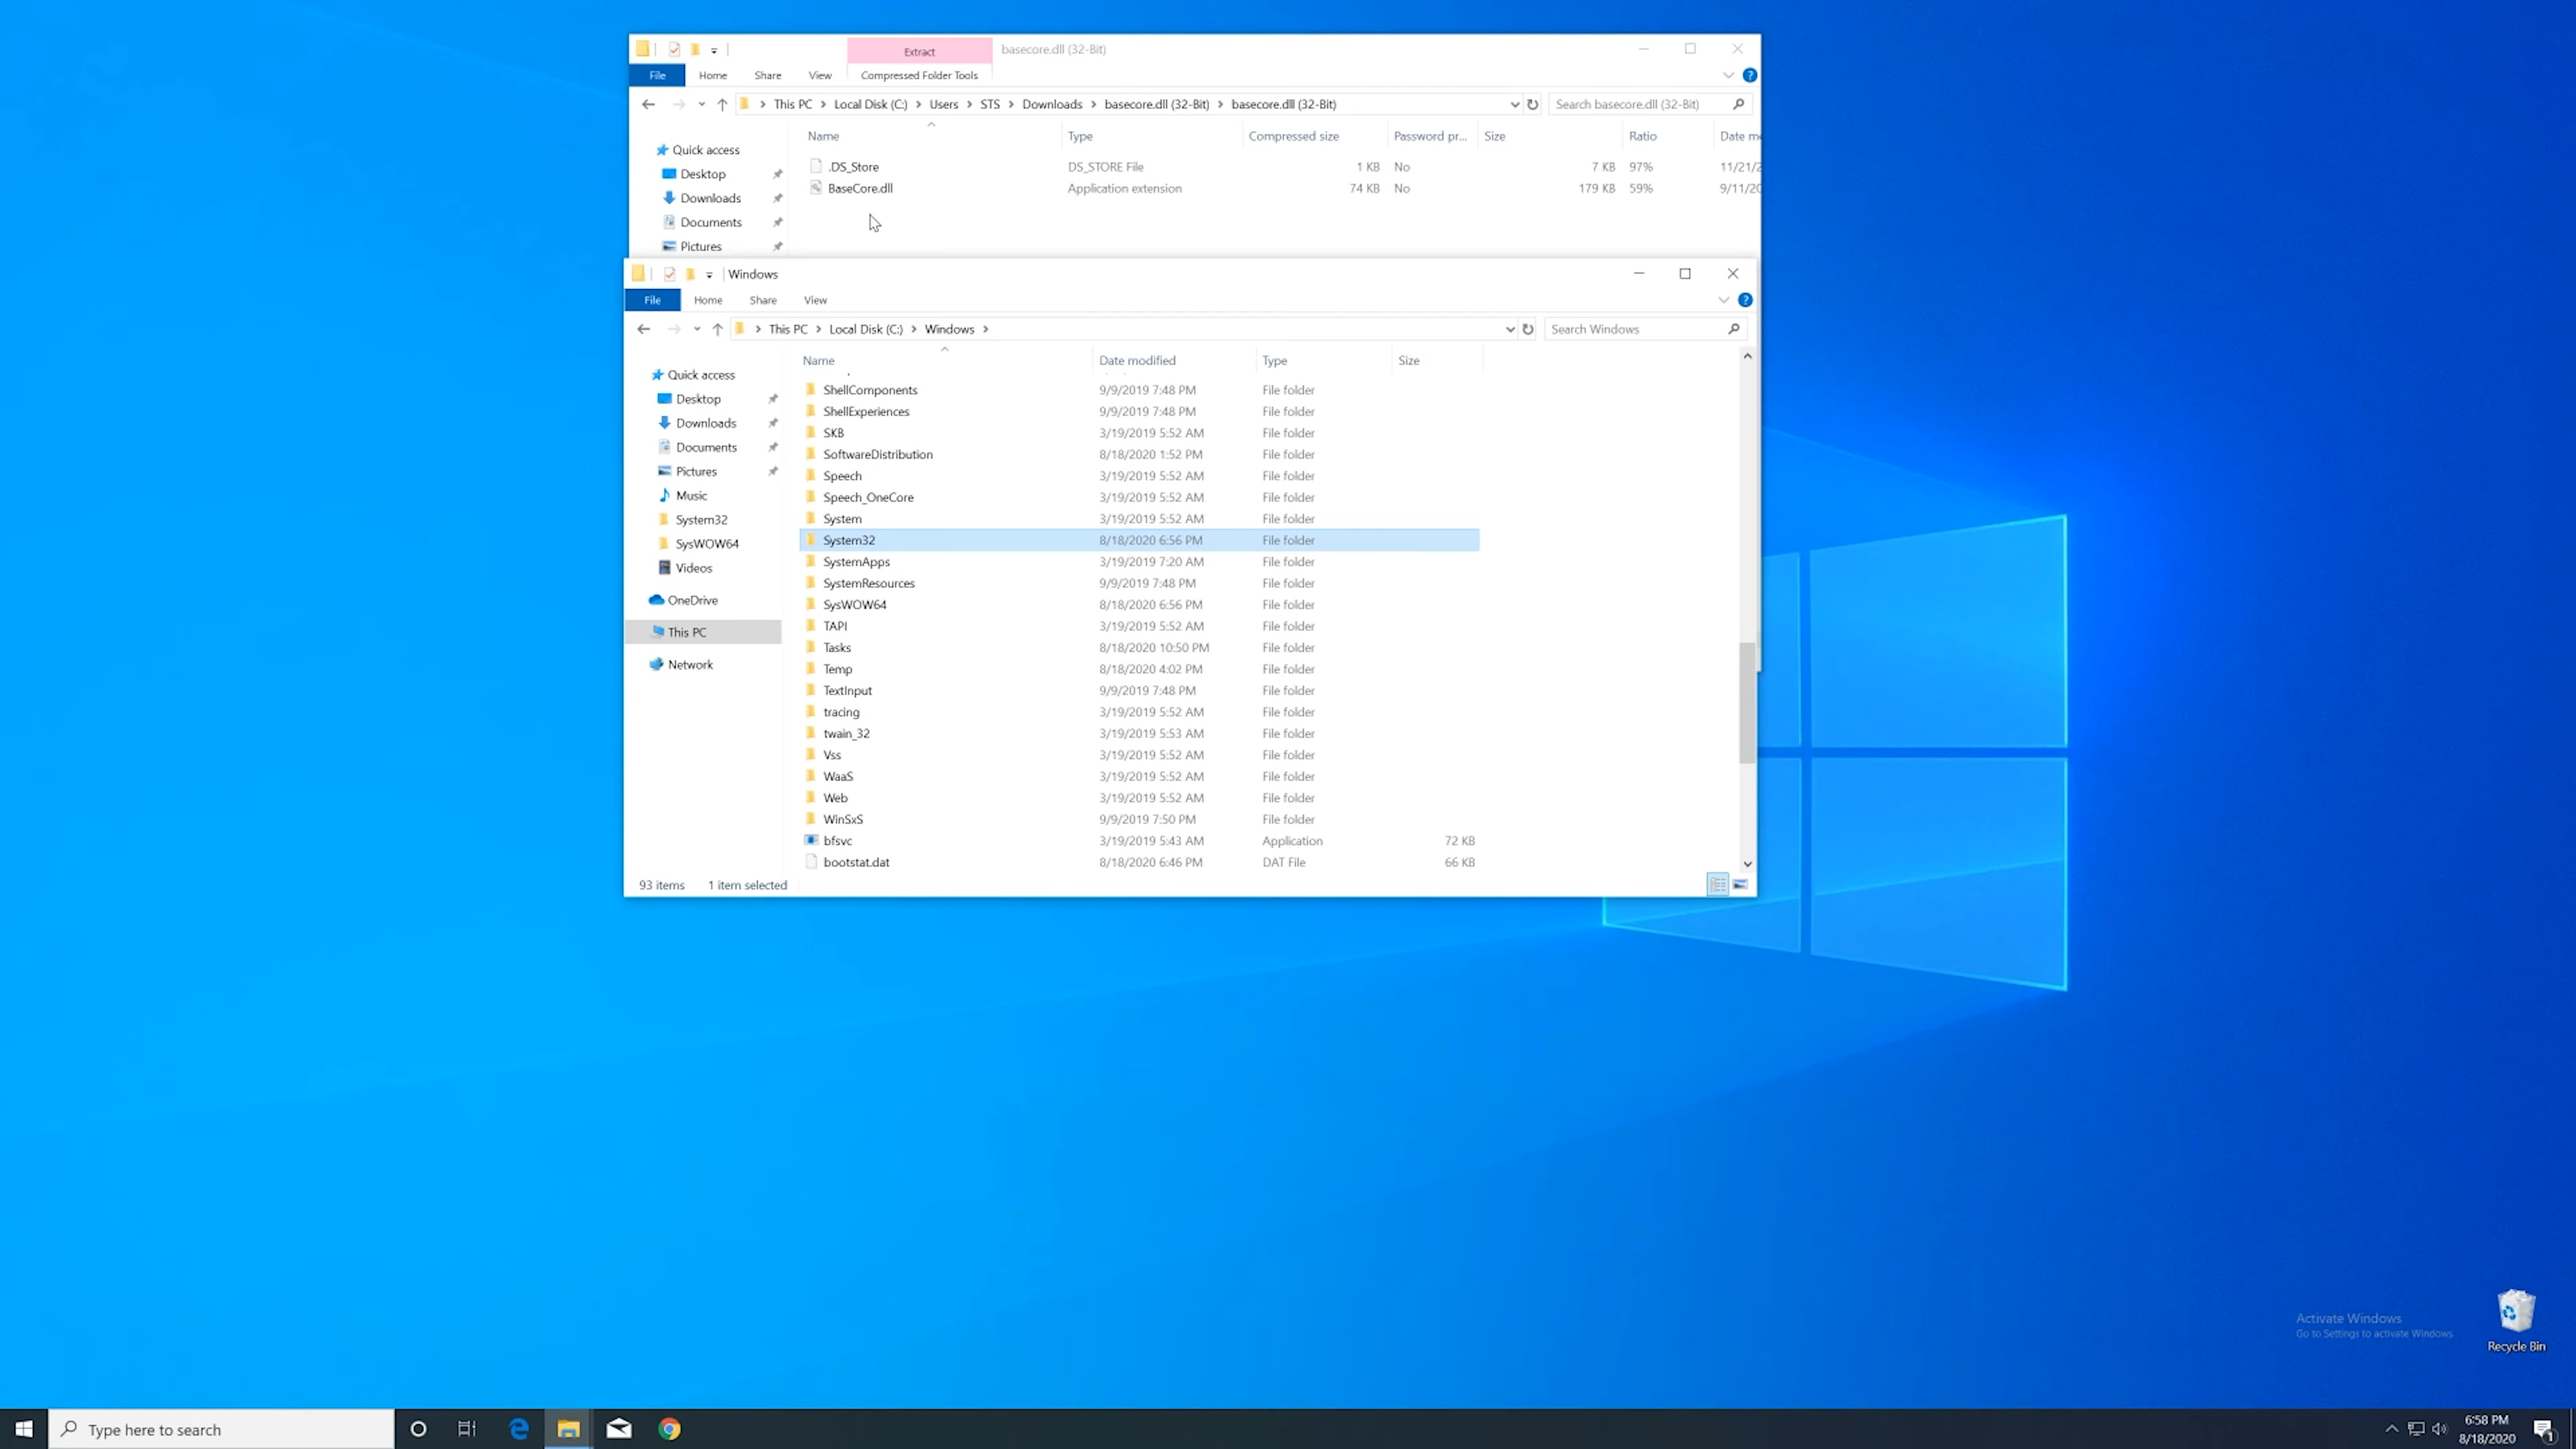 Extract basecore.dll (32-Bit)
File Home Share View Compressed Folder Tools
This PC Local Disk (C:) Users STS Downloads basecore.dll (32-Bit) basecore.dll (32-Bit) Search basecore.dll (32-Bit)
Name Type Compressed size Password pr... Size Ratio
Quick access
.DS_Store DS_STORE File 1 KB No 7 KB 97% 11/21/2
Desktop
BaseCore.dll Application extension 74 KB No 179 KB 59% 9/11/20
Downloads
Documents
Pictures
Windows
File Home Share View
This PC Local Disk (C:) Windows Search Windows
Name Date modified Type Size
Quick access
Desktop
Downloads
Documents
Pictures
Music
System32
SysWOW64
Videos
OneDrive
This PC
Network
ShellComponents 9/9/2019 7:48 PM File folder
ShellExperiences 9/9/2019 7:48 PM File folder
SKB 3/19/2019 5:52 AM File folder
SoftwareDistribution 8/18/2020 1:52 PM File folder
Speech 3/19/2019 5:52 AM File folder
Speech_OneCore 3/19/2019 5:52 AM File folder
System 3/19/2019 5:52 AM File folder
System32 8/18/2020 6:56 PM File folder
SystemApps 3/19/2019 7:20 AM File folder
SystemResources 9/9/2019 7:48 PM File folder
SysWOW64 8/18/2020 6:56 PM File folder
TAPI 3/19/2019 5:52 AM File folder
Tasks 8/18/2020 10:50 PM File folder
Temp 8/18/2020 4:02 PM File folder
TextInput 9/9/2019 7:48 PM File folder
tracing 3/19/2019 5:52 AM File folder
twain_32 3/19/2019 5:53 AM File folder
Vss 3/19/2019 5:52 AM File folder
WaaS 3/19/2019 5:52 AM File folder
Web 3/19/2019 5:52 AM File folder
WinSxS 9/9/2019 7:50 PM File folder
bfsvc 3/19/2019 5:43 AM Application 72 KB
bootstat.dat 8/18/2020 6:46 PM DAT File 66 KB
93 items 1 item selected
Activate Windows
Go to Settings to activate Windows.
Recycle Bin
Type here to search
6:58 PM
8/18/2020
1